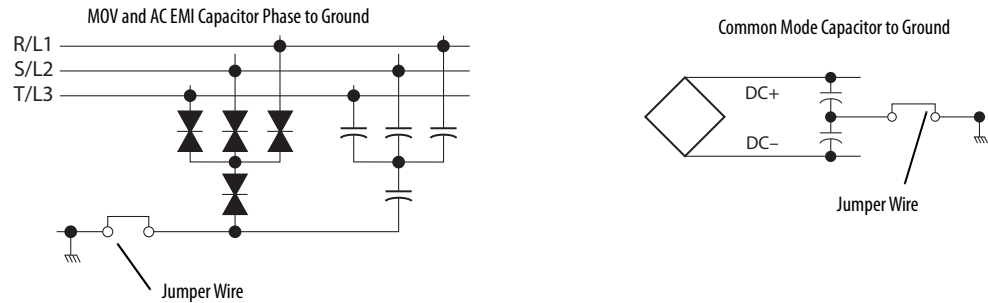 MOV and AC EMI Capacitor Phase to Ground
R/L1
S/L2
T/L3
Jumper Wire
Common Mode Capacitor to Ground
DC+
DC–
Jumper Wire